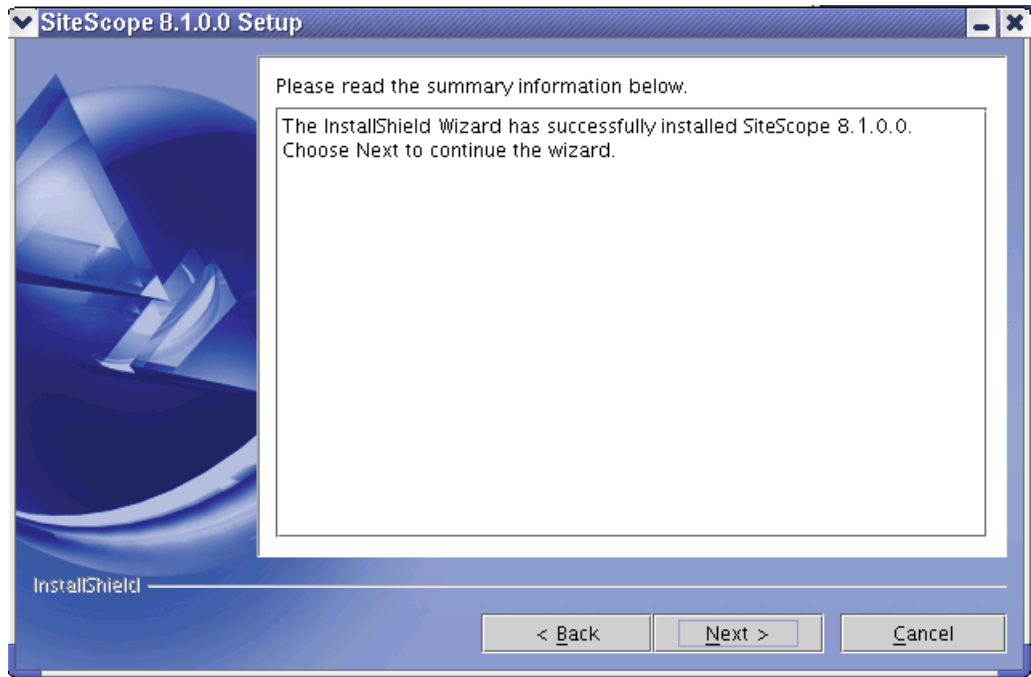 SiteScope 8.1.0.0 Setup
Please read the summary information below.
The InstallShield Wizard has successfully installed SiteScope 8.1.0.0.
Choose Next to continue the wizard.
InstallShield
< Back
Next >
Cancel